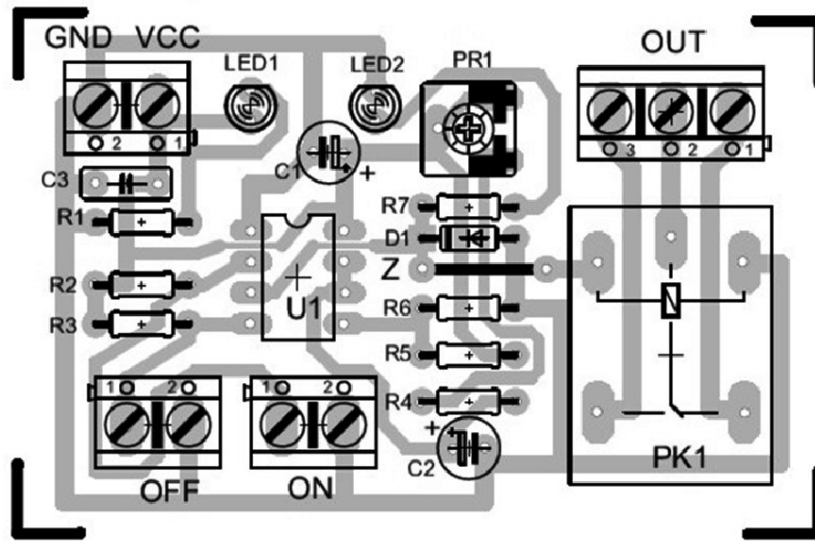 GND VCC
OUT
LED1
LED2
PR1
2 1
3 2 1
C3
C1 +
R1
R7
D1
Z
R2
U1
R3
R6
R5
R4
1 2
1 2
+ +
C2
OFF
ON
PK1